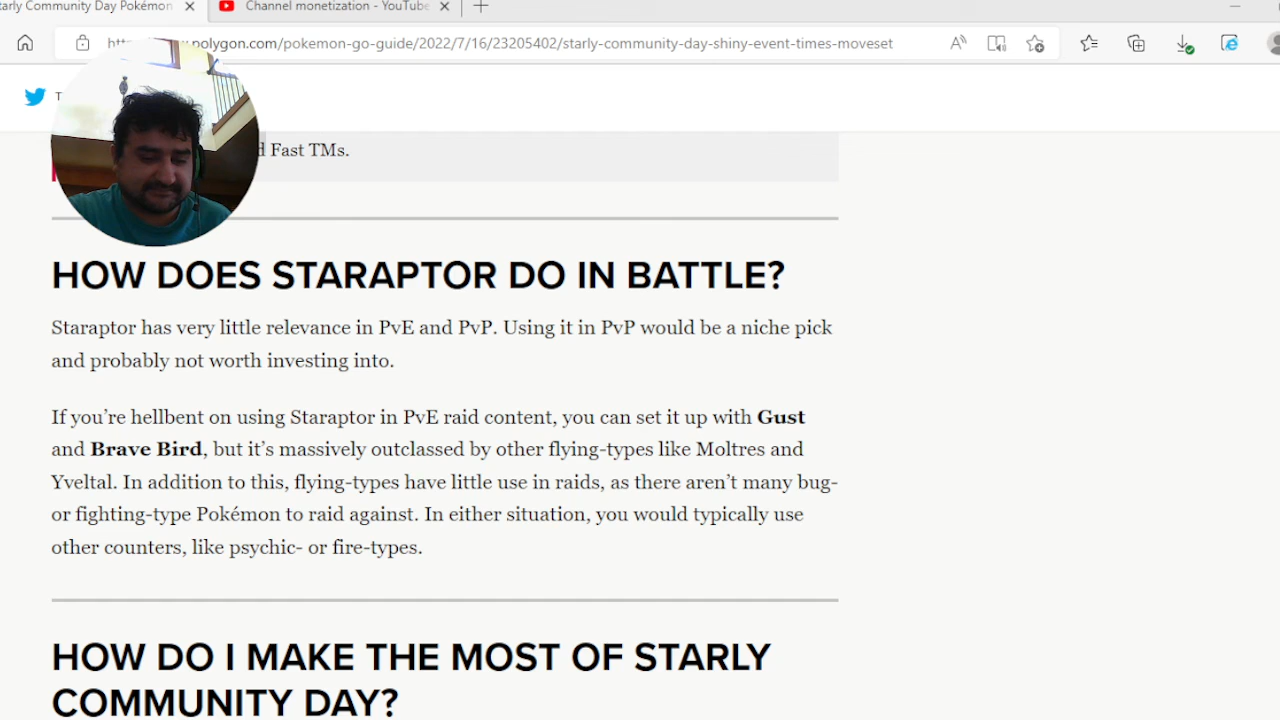 tarly Community Day Pokémon
Channel monetization - YouTube
.polygon.com/pokemon-go-guide/2022/7/16/23205402/starly-community-day-shiny-event-times-moveset
d Fast TMs.
HOW DOES STARAPTOR DO IN BATTLE?
Staraptor has very little relevance in PvE and PvP. Using it in PvP would be a niche pick
and probably not worth investing into.
If you’re hellbent on using Staraptor in PvE raid content, you can set it up with Gust
and Brave Bird, but it’s massively outclassed by other flying-types like Moltres and
Yveltal. In addition to this, flying-types have little use in raids, as there aren’t many bug-
or fighting-type Pokémon to raid against. In either situation, you would typically use
other counters, like psychic- or fire-types.
HOW DO I MAKE THE MOST OF STARLY
COMMUNITY DAY?